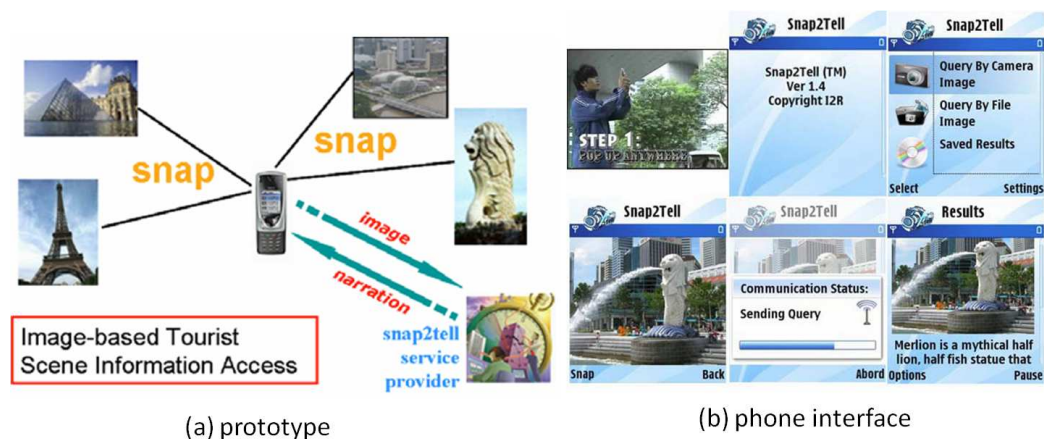 snap
snap
image
narration
snap2tell
service
provider
Image-based Tourist
Scene Information Access
(a) prototype
STEP 1:
POP UP ANYWHERE
Snap2Tell
Snap2Tell (TM)
Ver 1.4
Copyright I2R
Snap2Tell
Query By Camera
Image
Query By File
Image
Saved Results
Select
Settings
Snap2Tell
Snap
Back
Snap2Tell
Communication Status:
Sending Query
Abord
Results
Merlion is a mythical half
lion, half fish statue that
Options
Pause
(b) phone interface